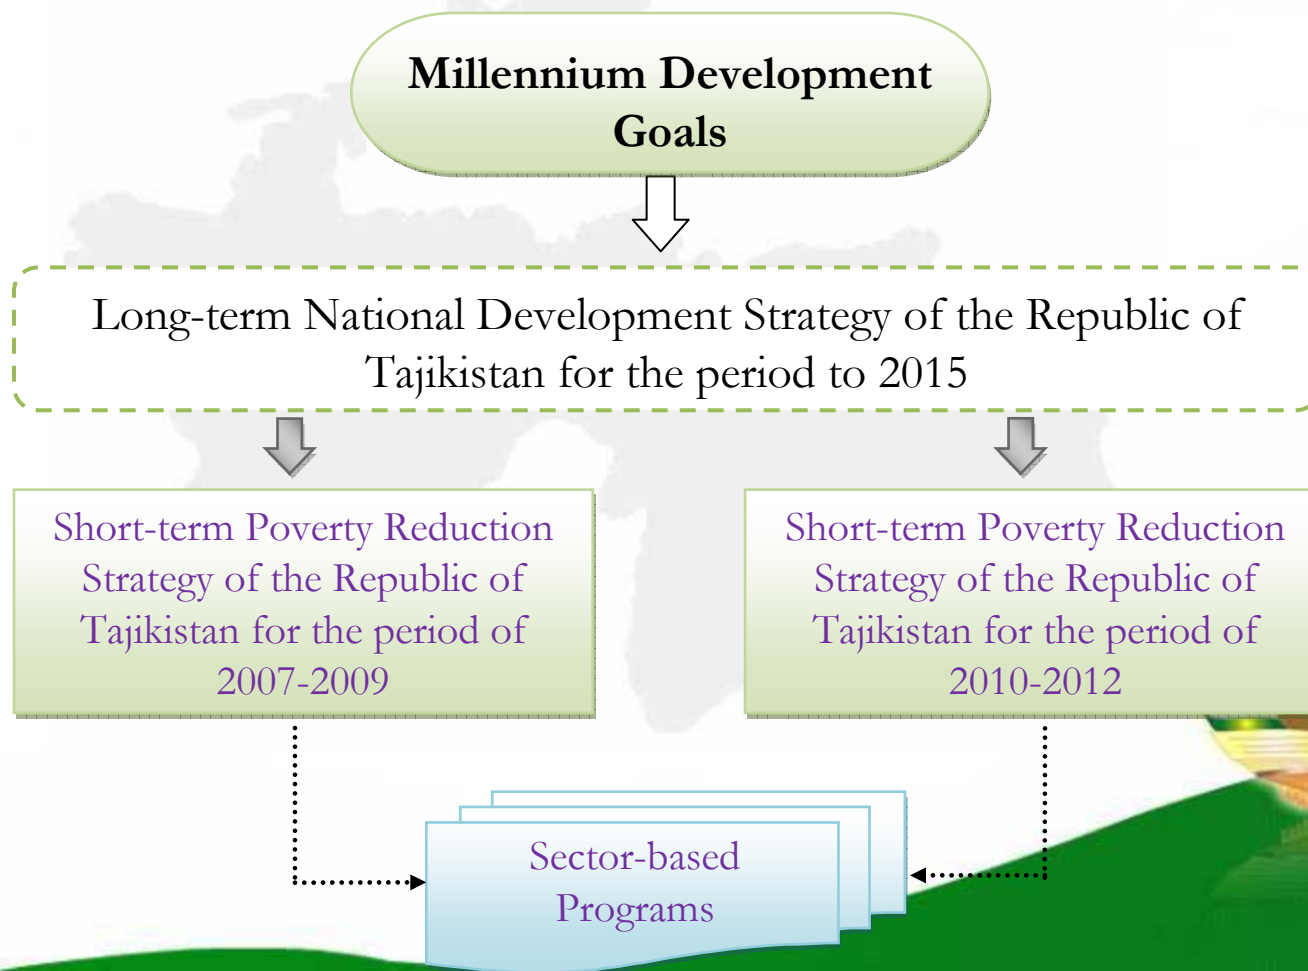 Millennium Development
Goals
Long-term National Development Strategy of the Republic of
Tajikistan for the period to 2015
Short-term Poverty Reduction
Strategy of the Republic of
Tajikistan for the period of
2007-2009
Short-term Poverty Reduction
Strategy of the Republic of
Tajikistan for the period of
2010-2012
Sector-based
Programs